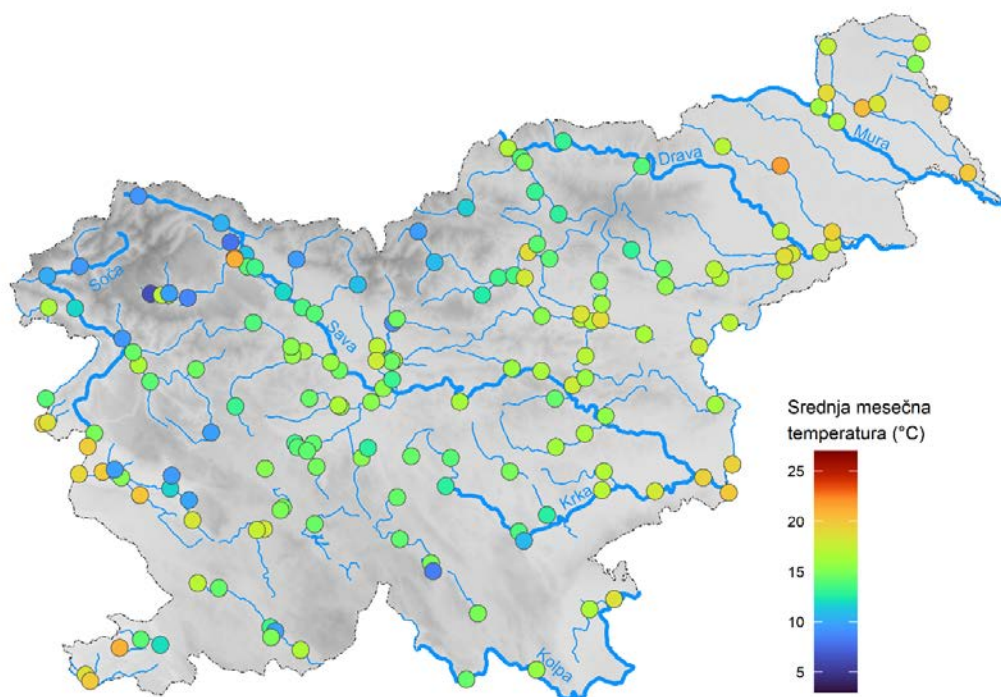 Mura
Drava
Soča
Sava
Krka
Kolpa
Srednja mesečna
temperatura (°C)
25
20
15
10
5